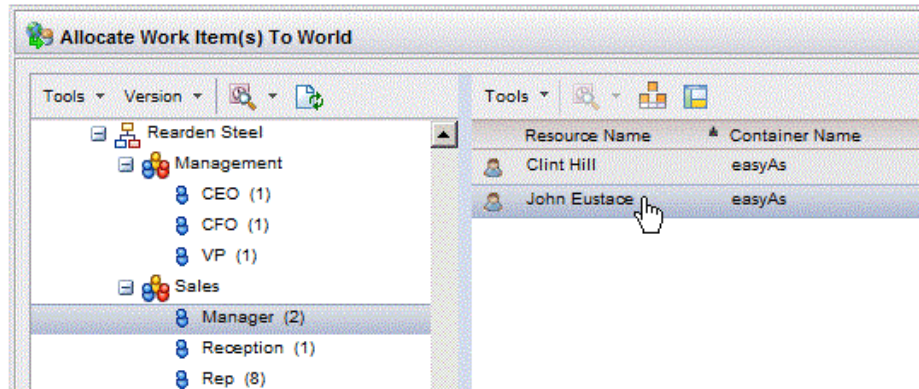 Allocate Work Item(s) To World
Tools Version
Rearden Steel
Management
CEO (1)
CFO (1)
VP (1)
Sales
Manager (2)
Reception (1)
Rep (8)
Tools
Resource Name Container Name
Clint Hill easyAs
John Eustace easyAs